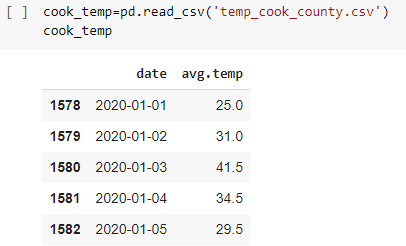 [ ] cook_temp=pd.read_csv('temp_cook_county.csv')
cook_temp
date avg.temp
1578 2020-01-01 25.0
1579 2020-01-02 31.0
1580 2020-01-03 41.5
1581 2020-01-04 34.5
1582 2020-01-05 29.5